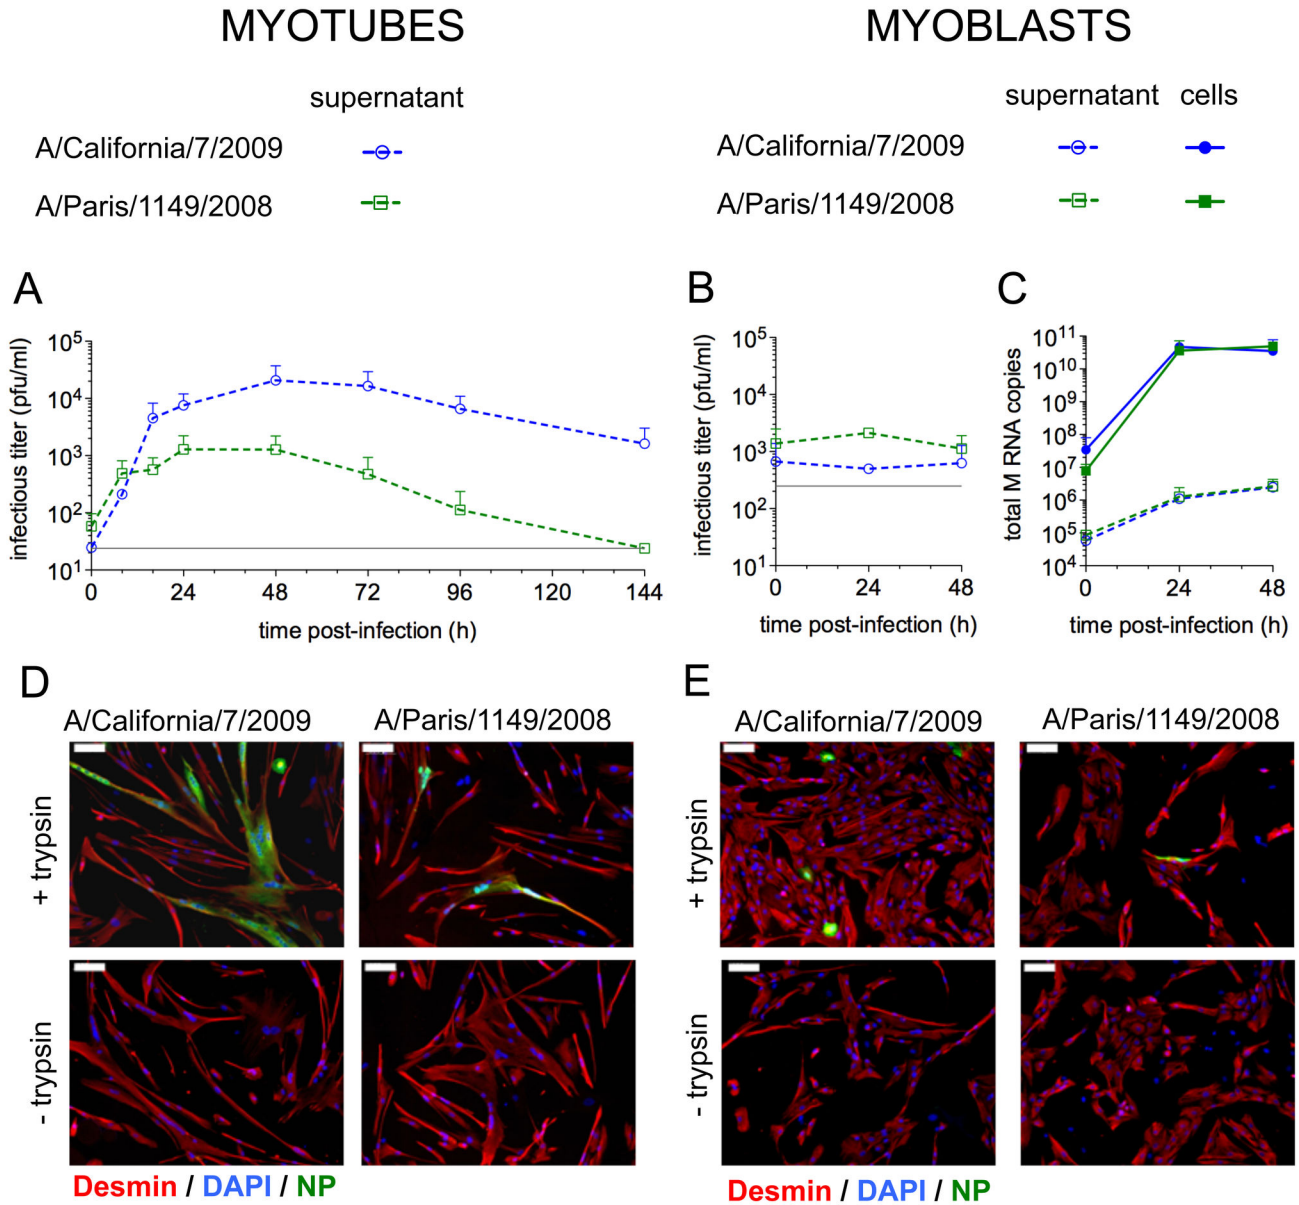 MYOTUBES
MYOBLASTS
supernatant
A/California/7/2009
A/Paris/1149/2008
supernatant cells
A/California/7/2009
A/Paris/1149/2008
A
infectious titer (pfu/ml)
10^5
10^4
10^3
10^2
10^1
0 24 48 72 96 120 144
time post-infection (h)
B
infectious titer (pfu/ml)
10^5
10^4
10^3
10^2
10^1
0 24 48
time post-infection (h)
C
total M RNA copies
10^11
10^10
10^9
10^8
10^7
10^6
10^5
10^4
0 24 48
time post-infection (h)
D
A/California/7/2009 A/Paris/1149/2008
+ trypsin
- trypsin
Desmin / DAPI / NP
E
A/California/7/2009 A/Paris/1149/2008
+ trypsin
- trypsin
Desmin / DAPI / NP